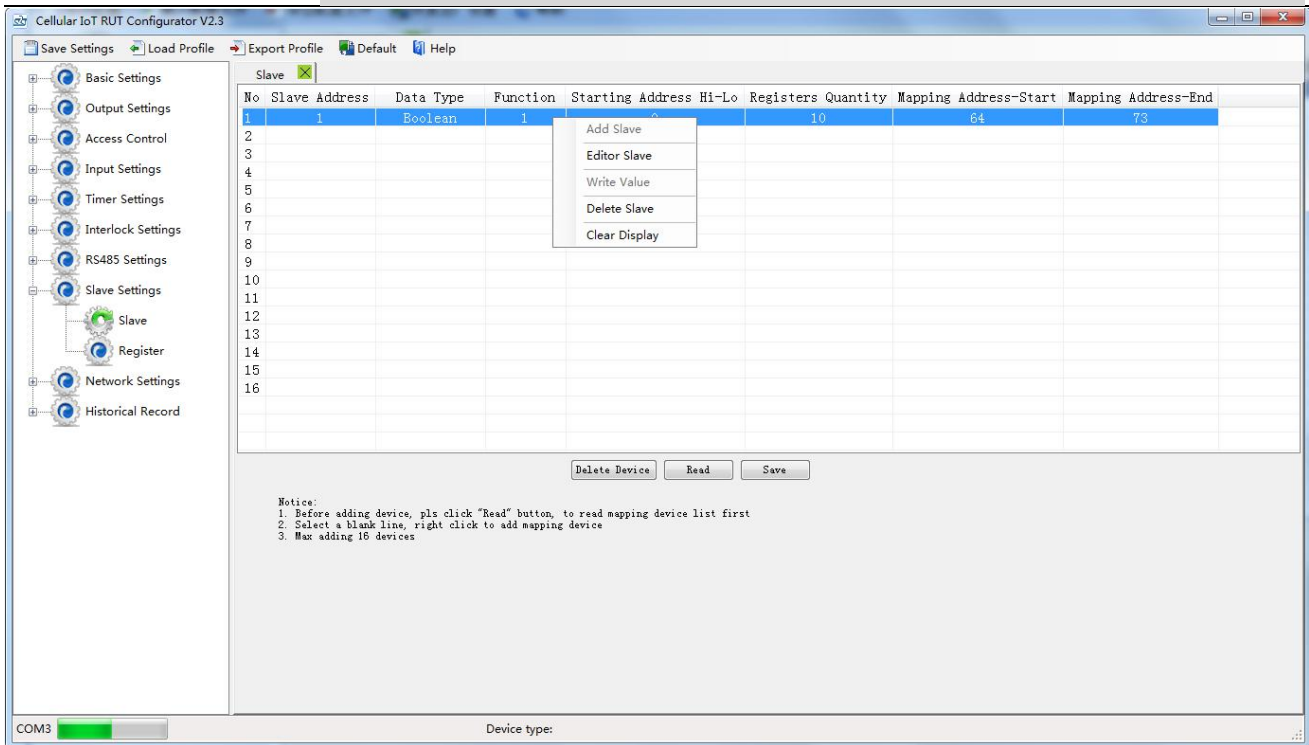 Cellular IoT RUT Configurator V2.3
Save Settings Load Profile Export Profile Default Help
Basic Settings
Output Settings
Access Control
Input Settings
Timer Settings
Interlock Settings
RS485 Settings
Slave Settings
Slave
Register
Network Settings
Historical Record
Slave
No Slave Address Data Type Function Starting Address Hi-Lo Registers Quantity Mapping Address-Start Mapping Address-End
1 1 Boolean 1 10 64 73
2
3
4
5
6
7
8
9
10
11
12
13
14
15
16
Add Slave
Editor Slave
Write Value
Delete Slave
Clear Display
Delete Device Read Save
Notice:
1. Before adding device, pls click "Read" button, to read mapping device list first
2. Select a blank line, right click to add mapping device
3. Max adding 16 devices
COM3 Device type: